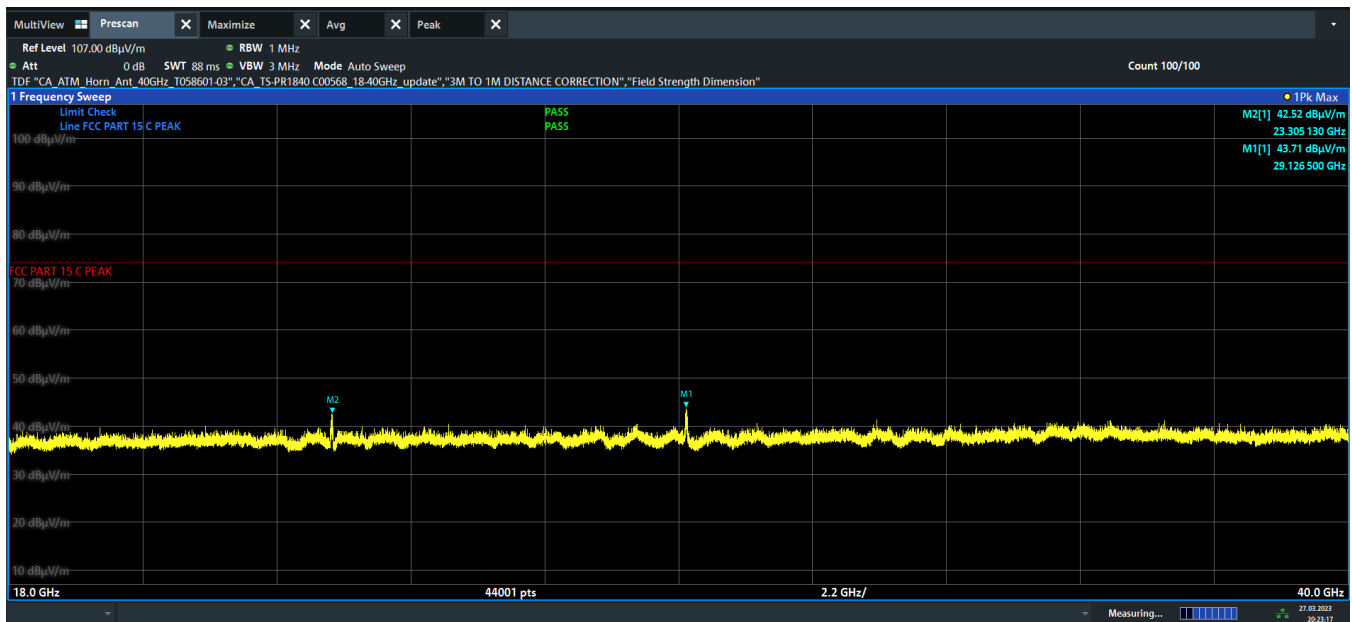 MultiView Prescan X Maximize X Avg X Peak X
Ref Level 107.00 dBµV/m RBW 1 MHz
Att 0 dB SWT 88 ms VBW 3 MHz Mode Auto Sweep Count 100/100
TDF "CA_ATM_Horn_Ant_40GHz_T058601-03","CA_TS-PR1840 C00568_18-40GHz_update","3M TO 1M DISTANCE CORRECTION","Field Strength Dimension"
1 Frequency Sweep 1Pk Max
Limit Check PASS M2[1] 42.52 dBµV/m
Line FCC PART 15 C PEAK PASS 23.305 130 GHz
100 dBµV/m M1[1] 43.71 dBµV/m
29.126 500 GHz
90 dBµV/m
80 dBµV/m
FCC PART 15 C PEAK
70 dBµV/m
60 dBµV/m
50 dBµV/m
M2 M1
40 dBµV/m
30 dBµV/m
20 dBµV/m
10 dBµV/m
18.0 GHz 44001 pts 2.2 GHz/ 40.0 GHz
Measuring... 27.03.2023
20:23:17